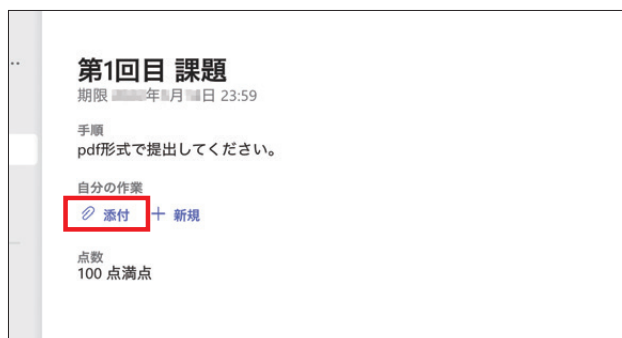 第1回目 課題
期限 年 月 日 23:59
手順
pdf形式で提出してください。
自分の作業
添付 新規
点数
100 点満点